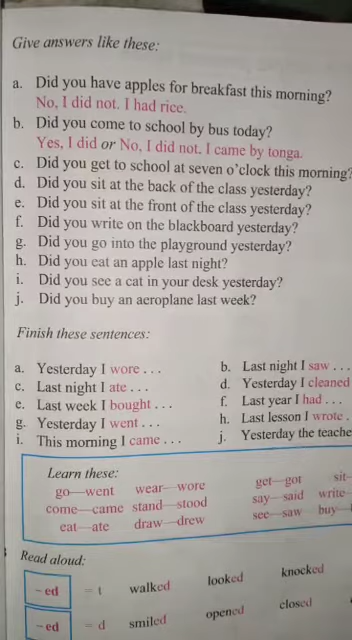 Give answers like these:
a. Did you have apples for breakfast this morning?
No, I did not. I had rice.
b. Did you come to school by bus today?
Yes, I did or No, I did not. I came by tonga.
c. Did you get to school at seven o'clock this morning?
d. Did you sit at the back of the class yesterday?
e. Did you sit at the front of the class yesterday?
f. Did you write on the blackboard yesterday?
g. Did you go into the playground yesterday?
h. Did you eat an apple last night?
i. Did you see a cat in your desk yesterday?
j. Did you buy an aeroplane last week?
Finish these sentences:
a. Yesterday I wore . . . b. Last night I saw . . .
c. Last night I ate . . . d. Yesterday I cleaned
e. Last week I bought . . . f. Last year I had . . .
g. Yesterday I went . . . h. Last lesson I wrote .
i. This morning I came . . . j. Yesterday the teache
Learn these:
go—went wear—wore get—got sit—
come—came stand—stood say—said write—
eat—ate draw—drew see—saw buy—
Read aloud:
– ed = t walked looked knocked
– ed = d smiled opened closed